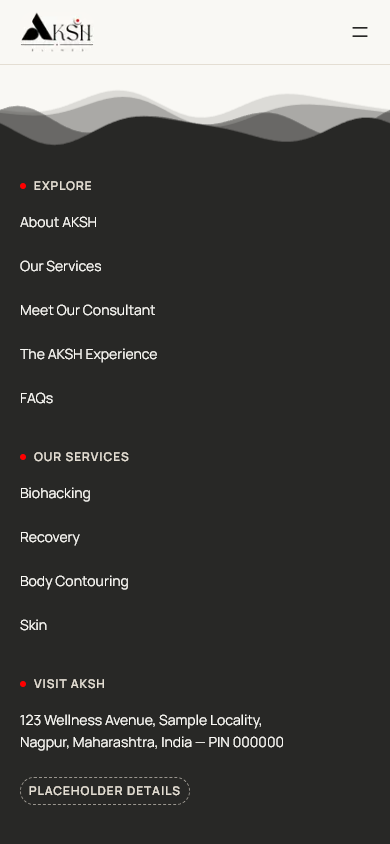 AKSH
EXPLORE
About AKSH
Our Services
Meet Our Consultant
The AKSH Experience
FAQs
OUR SERVICES
Biohacking
Recovery
Body Contouring
Skin
VISIT AKSH
123 Wellness Avenue, Sample Locality,
Nagpur, Maharashtra, India — PIN 000000
PLACEHOLDER DETAILS